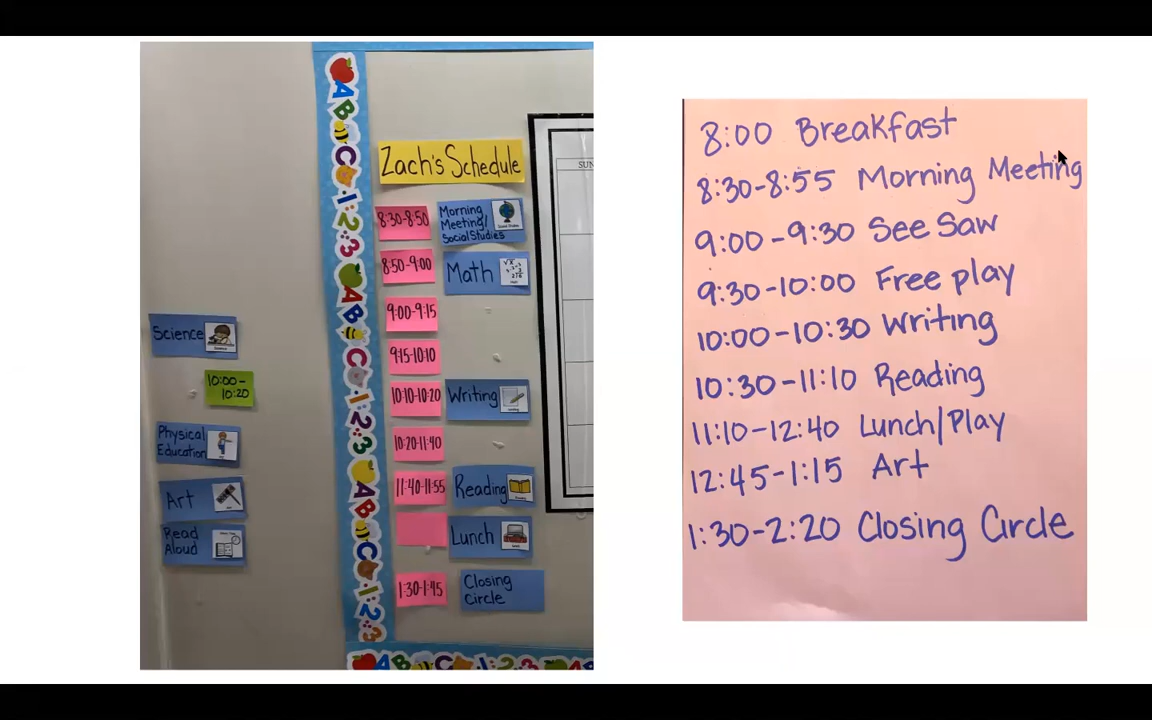 Zach's Schedule
8:30-8:50 Morning Meeting/ Social Studies
8:50-9:00 Math
9:00-9:15
9:15-10:10
10:10-10:20 Writing
10:20-11:40
11:40-11:55 Reading
Lunch
1:30-1:45 Closing Circle
Science
10:00-
10:20
Physical
Education
Art
Read
Aloud
SUN
8:00 Breakfast
8:30-8:55 Morning Meeting
9:00-9:30 See Saw
9:30-10:00 Free play
10:00-10:30 Writing
10:30-11:10 Reading
11:10-12:40 Lunch/Play
12:45-1:15 Art
1:30-2:20 Closing Circle